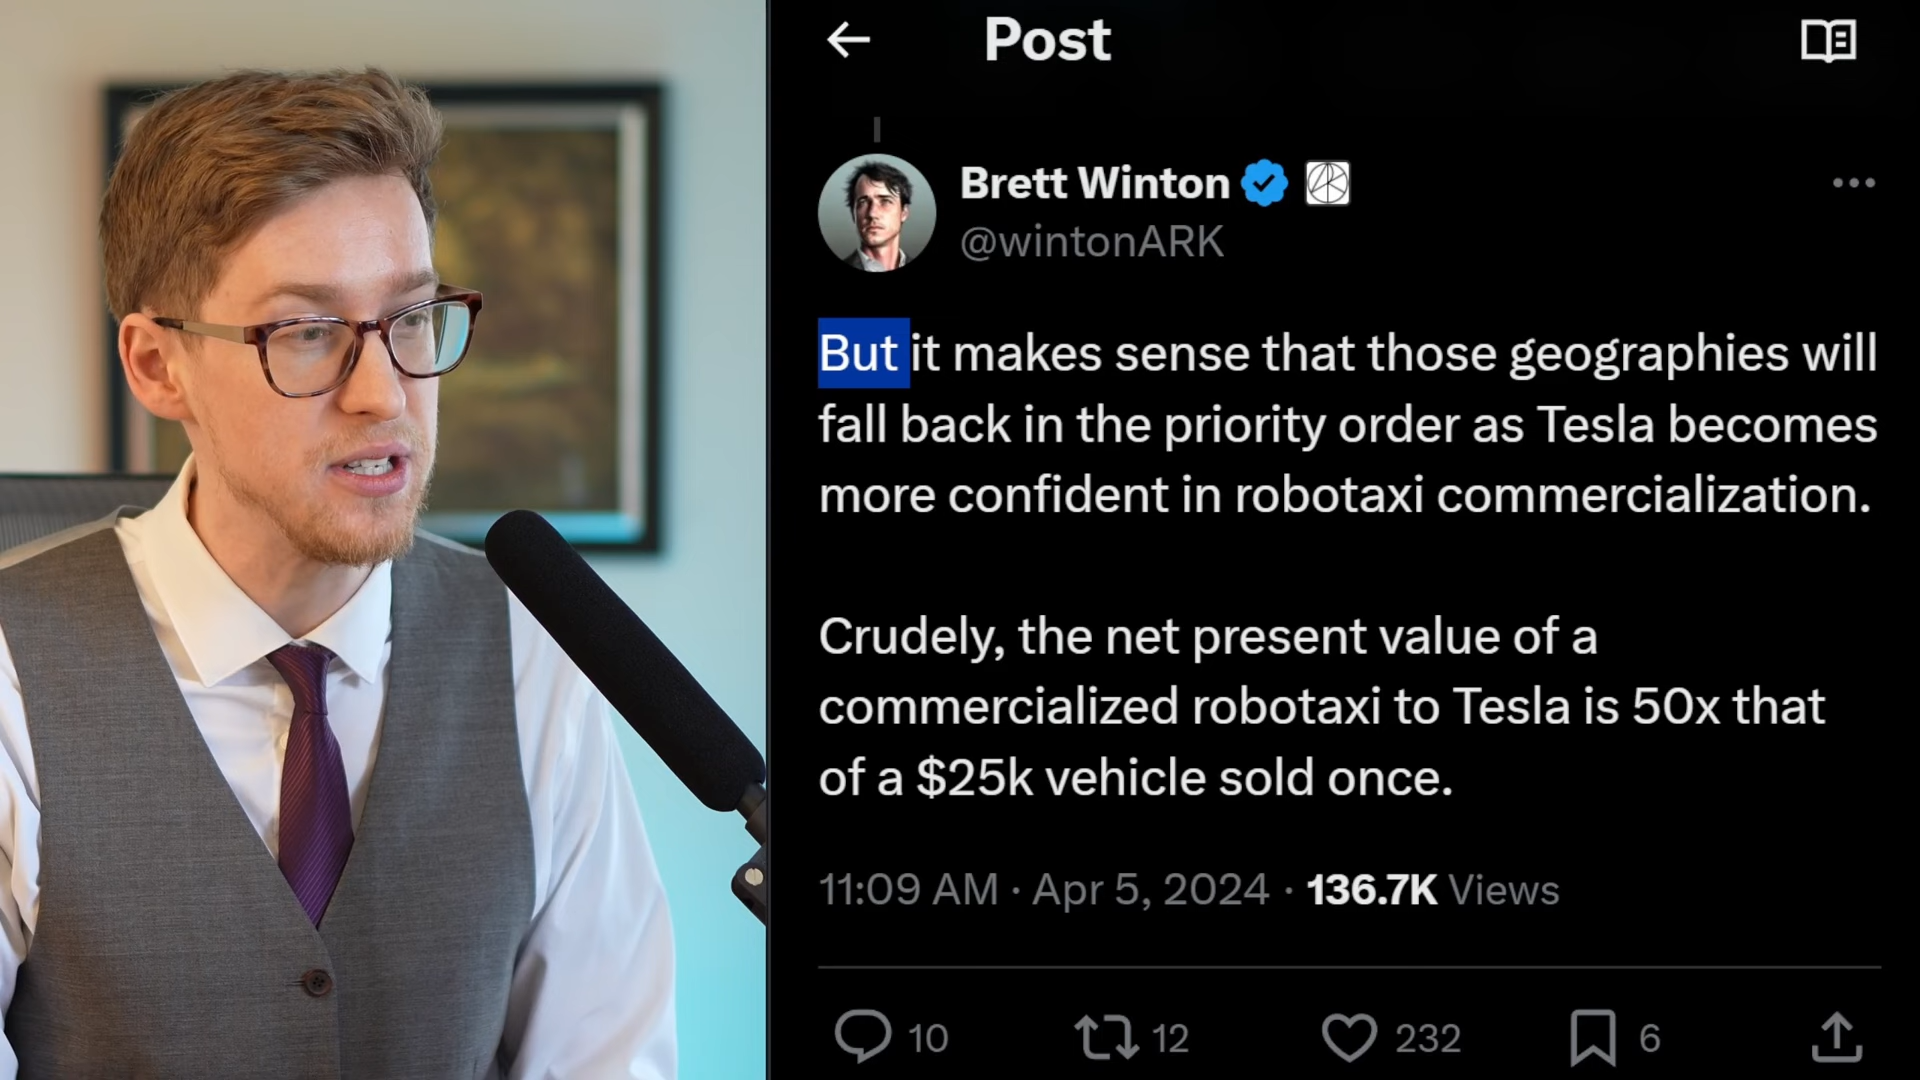 Post
Brett Winton
@wintonARK
But it makes sense that those geographies will
fall back in the priority order as Tesla becomes
more confident in robotaxi commercialization.
Crudely, the net present value of a
commercialized robotaxi to Tesla is 50x that
of a $25k vehicle sold once.
11:09 AM · Apr 5, 2024 · 136.7K Views
10 12 232 6